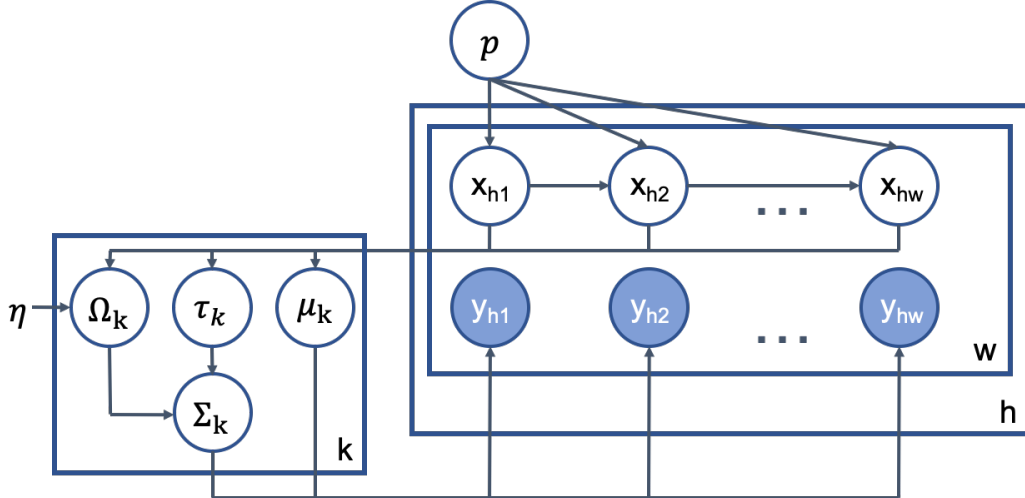 p
x_h1 x_h2 ... x_hw
η Ω_k τ_k μ_k
y_h1 y_h2 ... y_hw
w
Σ_k
k
h